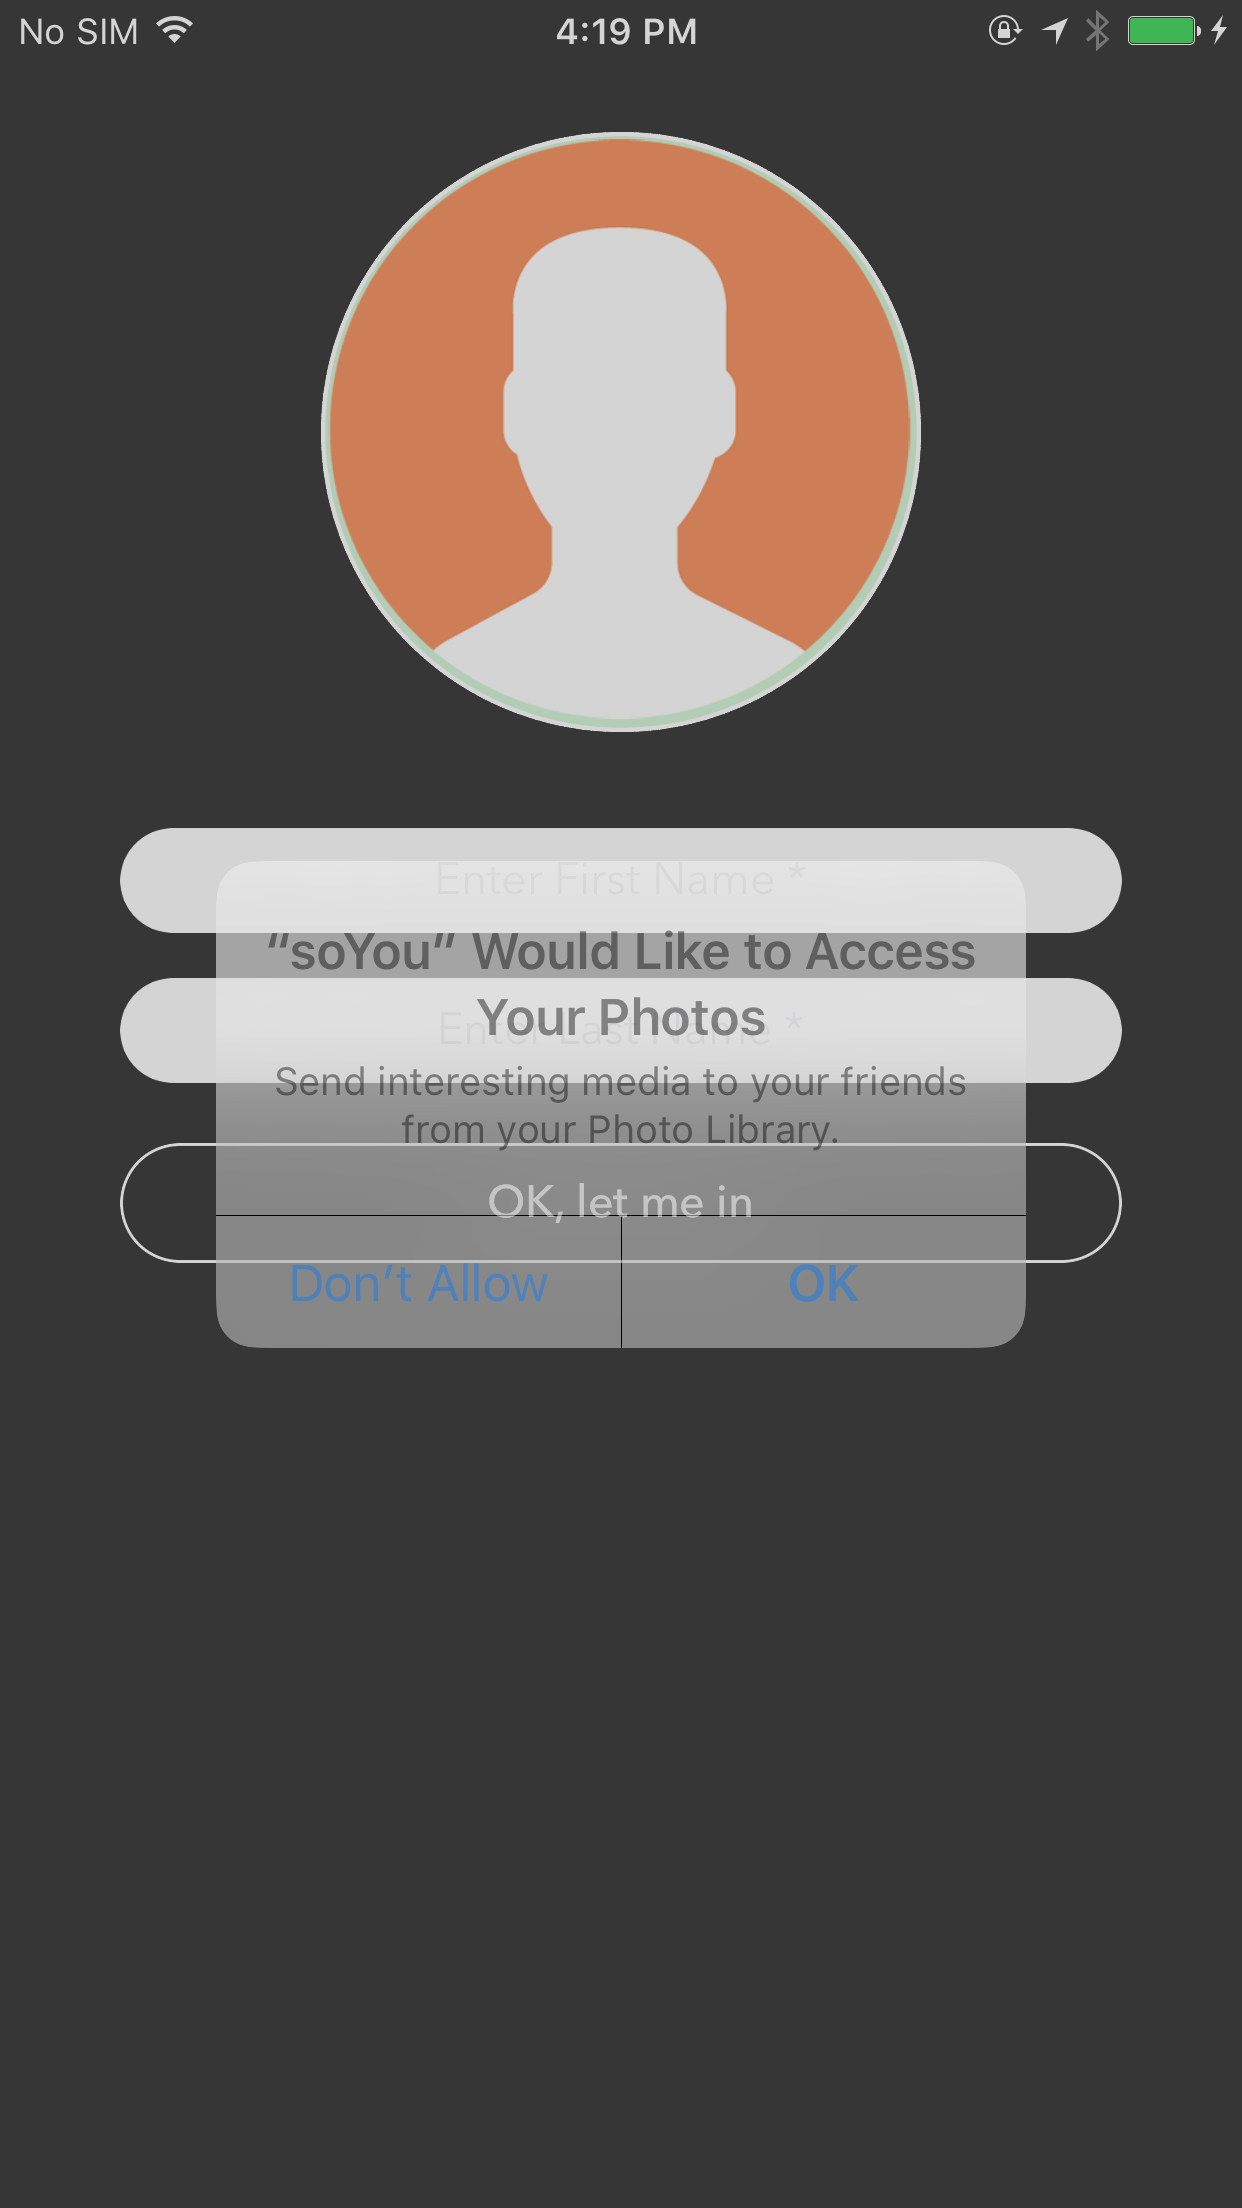 No SIM 4:19 PM
Enter First Name *
“soYou” Would Like to Access
Your Photos
Enter Last Name *
Send interesting media to your friends
from your Photo Library.
OK, let me in
Don’t Allow OK